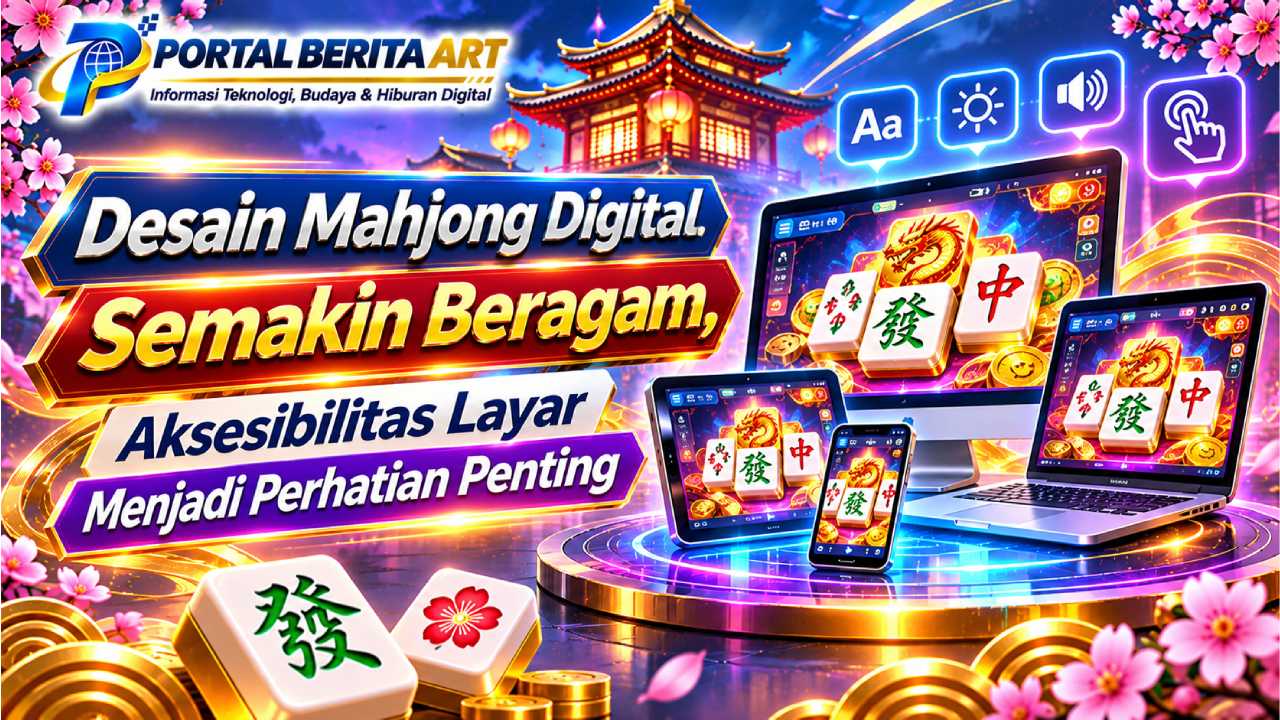 PORTAL BERITA ART
Informasi Teknologi, Budaya & Hiburan Digital
Aa
Desain Mahjong Digital.
Semakin Beragam,
Aksesibilitas Layar
Menjadi Perhatian Penting
發
中
發
中
發
中
發
中
發